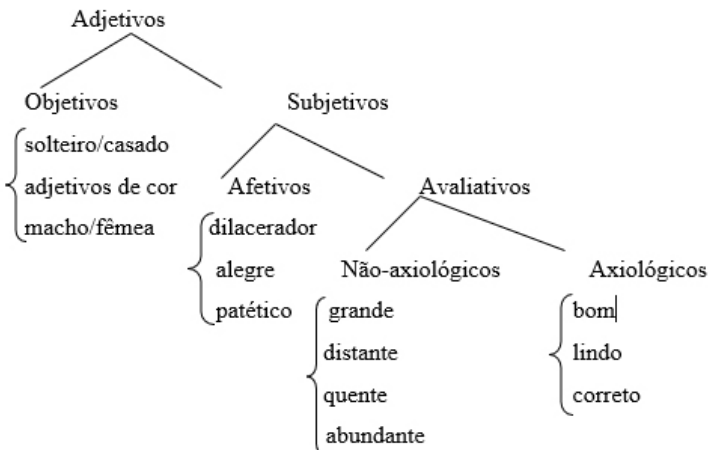 Adjetivos
Objetivos
Subjetivos
solteiro/casado
adjetivos de cor
macho/fêmea
Afetivos
Avaliativos
dilacerador
alegre
patético
Não-axiológicos
Axiológicos
grande
distante
quente
abundante
bom
lindo
correto